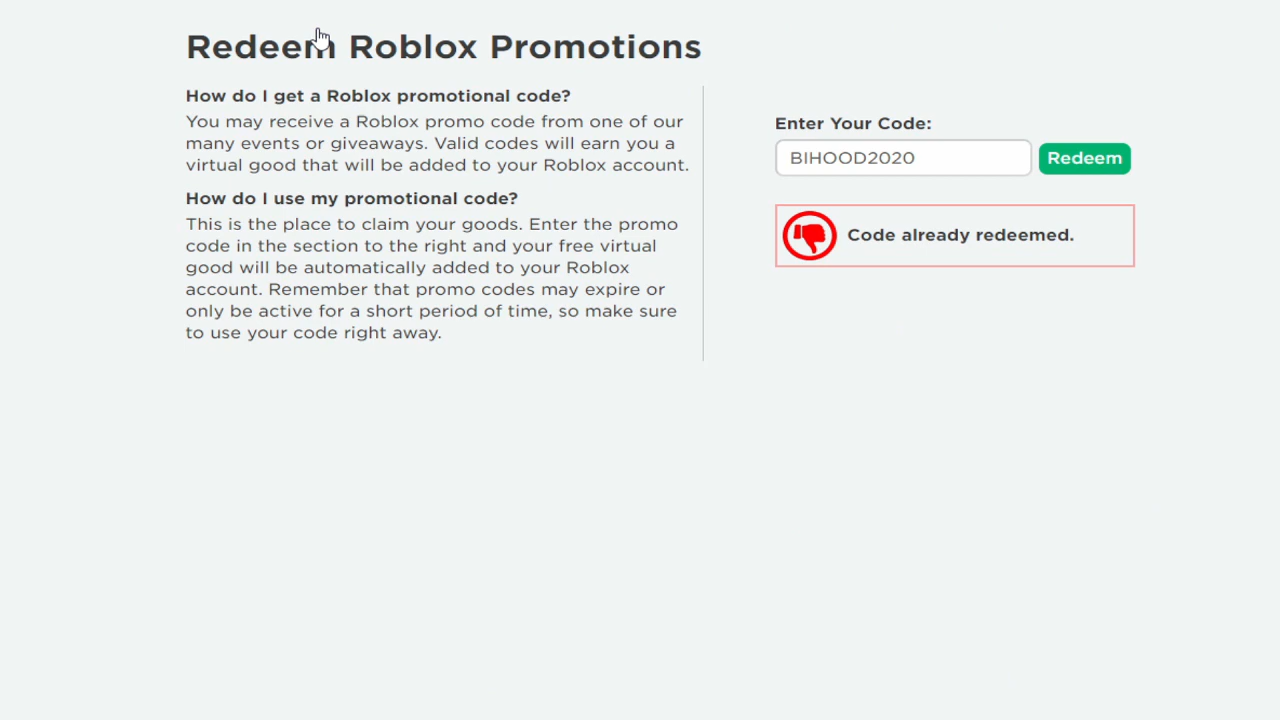 Redeem Roblox Promotions
How do I get a Roblox promotional code?
You may receive a Roblox promo code from one of our
many events or giveaways. Valid codes will earn you a
virtual good that will be added to your Roblox account.
How do I use my promotional code?
This is the place to claim your goods. Enter the promo
code in the section to the right and your free virtual
good will be automatically added to your Roblox
account. Remember that promo codes may expire or
only be active for a short period of time, so make sure
to use your code right away.
Enter Your Code:
BIHOOD2020
Redeem
Code already redeemed.